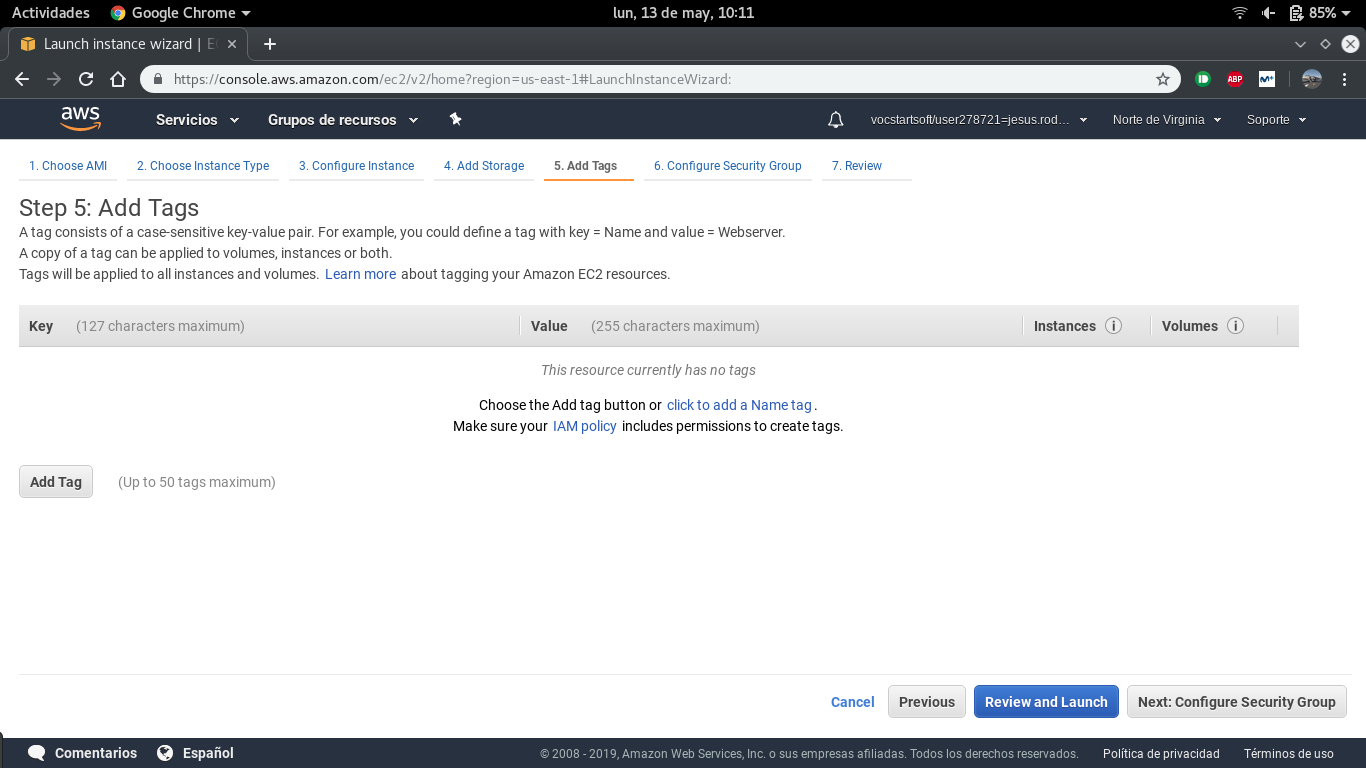 Actividades Google Chrome lun, 13 de may, 10:11 85%
Launch instance wizard | E
https://console.aws.amazon.com/ec2/v2/home?region=us-east-1#LaunchInstanceWizard:
ABP M+
aws Servicios Grupos de recursos vocstartsoft/user278721=jesus.rod... Norte de Virginia Soporte
1. Choose AMI 2. Choose Instance Type 3. Configure Instance 4. Add Storage 5. Add Tags 6. Configure Security Group 7. Review
Step 5: Add Tags
A tag consists of a case-sensitive key-value pair. For example, you could define a tag with key = Name and value = Webserver.
A copy of a tag can be applied to volumes, instances or both.
Tags will be applied to all instances and volumes. Learn more about tagging your Amazon EC2 resources.
Key (127 characters maximum) Value (255 characters maximum) Instances i Volumes i
This resource currently has no tags
Choose the Add tag button or click to add a Name tag.
Make sure your IAM policy includes permissions to create tags.
Add Tag (Up to 50 tags maximum)
Cancel Previous Review and Launch Next: Configure Security Group
Comentarios Español © 2008 - 2019, Amazon Web Services, Inc. o sus empresas afiliadas. Todos los derechos reservados. Política de privacidad Términos de uso